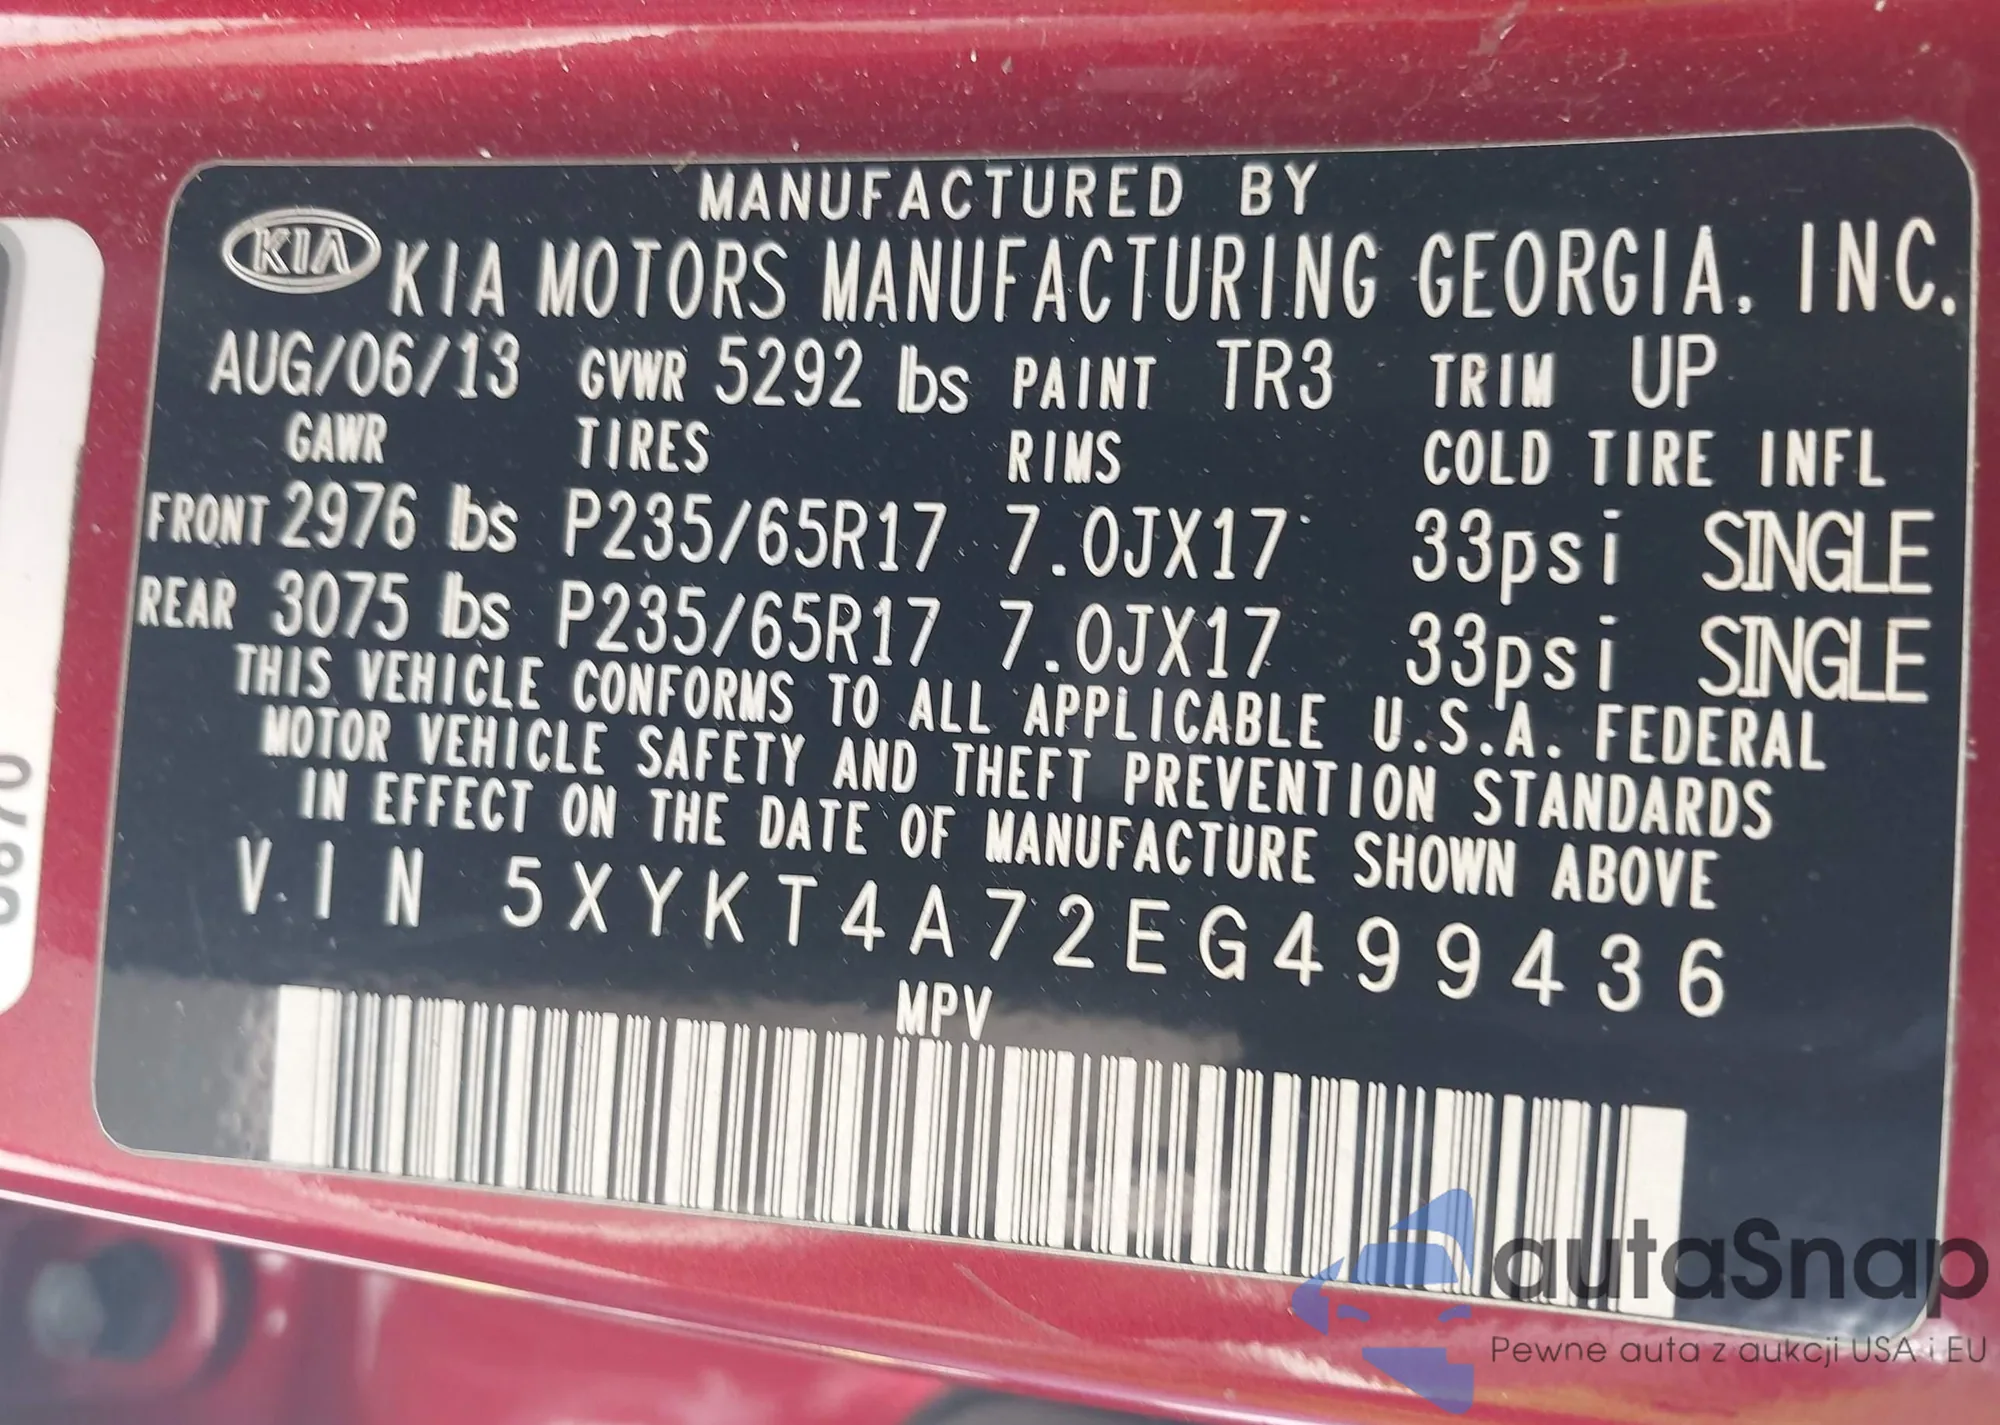 MANUFACTURED BY
KIA KIA MOTORS MANUFACTURING GEORGIA, INC.
AUG/06/13 GVWR 5292 lbs PAINT TR3 TRIM UP
GAWR TIRES RIMS COLD TIRE INFL
FRONT 2976 lbs P235/65R17 7.0JX17 33psi SINGLE
REAR 3075 lbs P235/65R17 7.0JX17 33psi SINGLE
THIS VEHICLE CONFORMS TO ALL APPLICABLE U.S.A. FEDERAL
MOTOR VEHICLE SAFETY AND THEFT PREVENTION STANDARDS
IN EFFECT ON THE DATE OF MANUFACTURE SHOWN ABOVE
VIN 5XYKT4A72EG499436
MPV
autaSnap
Pewne auta z aukcji USA i EU